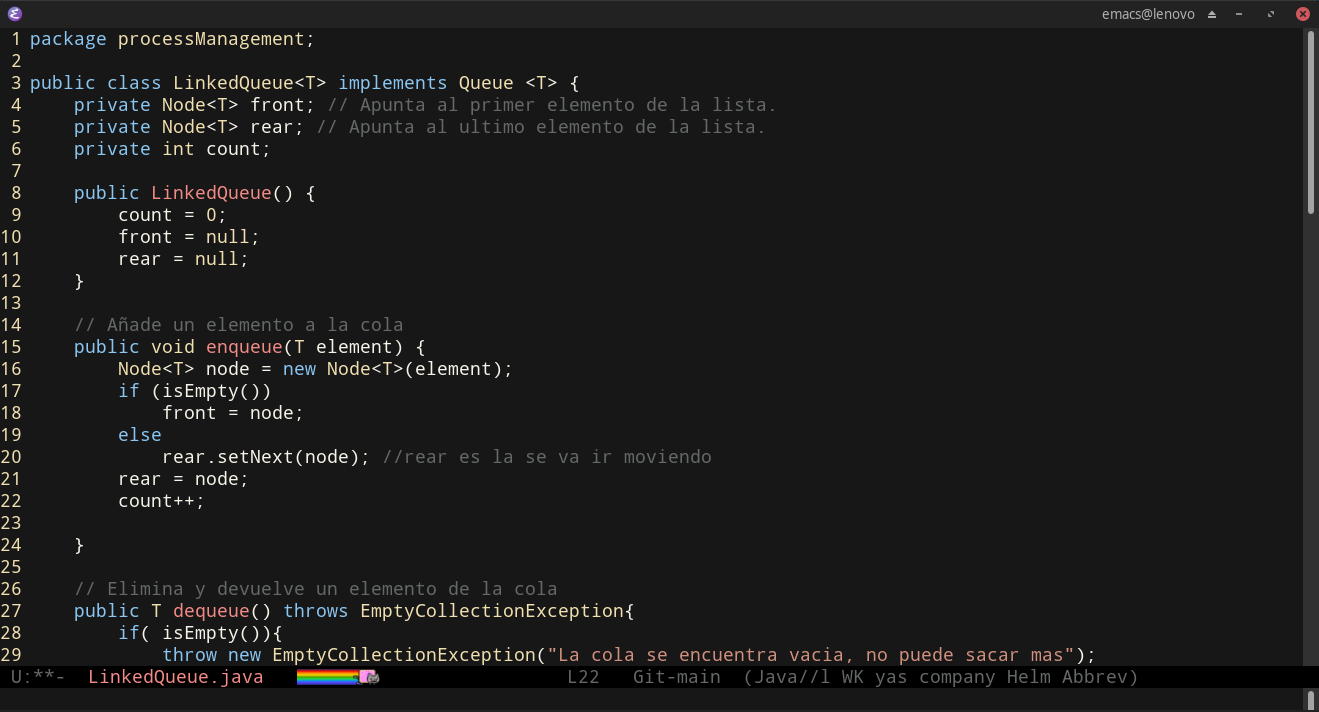 emacs@lenovo
1 package processManagement;
2
3 public class LinkedQueue<T> implements Queue <T> {
4     private Node<T> front; // Apunta al primer elemento de la lista.
5     private Node<T> rear; // Apunta al ultimo elemento de la lista.
6     private int count;
7
8     public LinkedQueue() {
9         count = 0;
10         front = null;
11         rear = null;
12     }
13
14     // Añade un elemento a la cola
15     public void enqueue(T element) {
16         Node<T> node = new Node<T>(element);
17         if (isEmpty())
18             front = node;
19         else
20             rear.setNext(node); //rear es la se va ir moviendo
21         rear = node;
22         count++;
23
24     }
25
26     // Elimina y devuelve un elemento de la cola
27     public T dequeue() throws EmptyCollectionException{
28         if( isEmpty()){
29             throw new EmptyCollectionException("La cola se encuentra vacia, no puede sacar mas");
U:**-  LinkedQueue.java  L22  Git-main  (Java//l WK yas company Helm Abbrev)